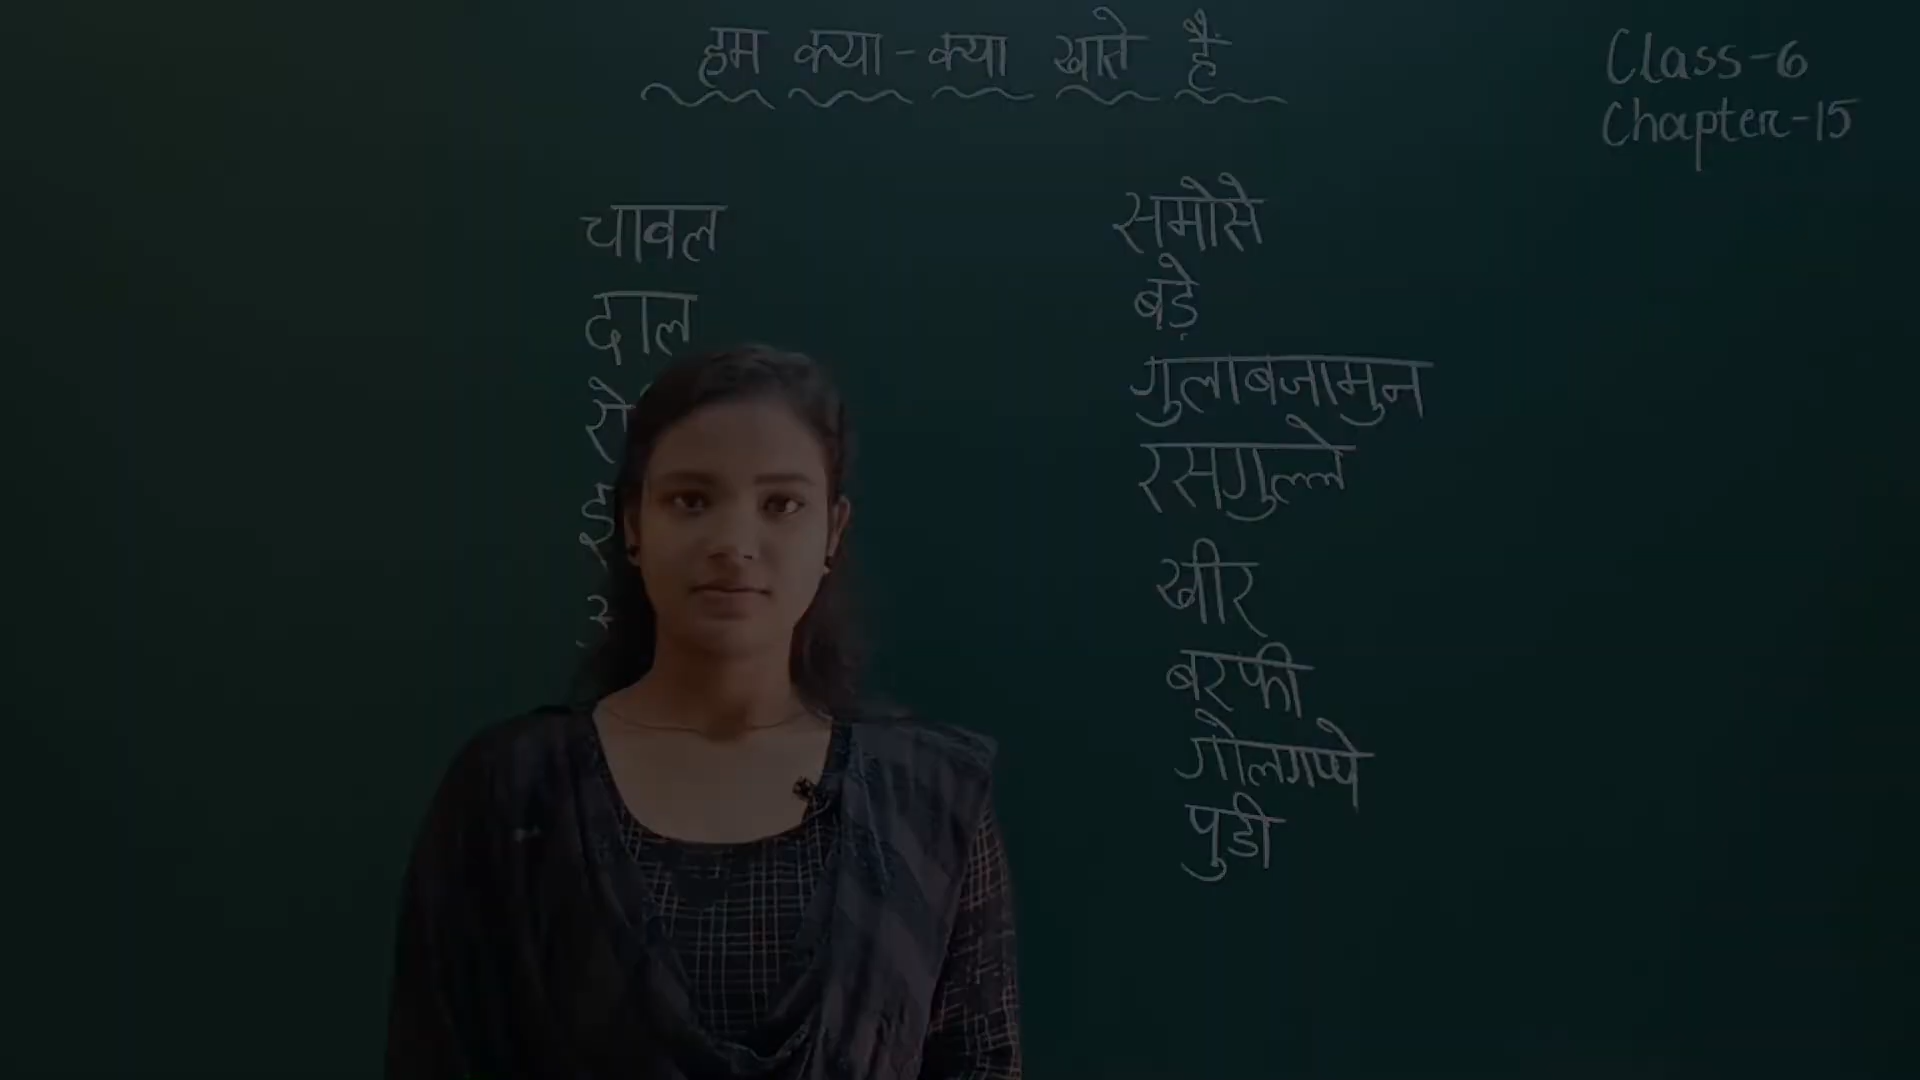 हम क्या-क्या खाते हैं
Class-6
Chapter-15
चावल
दाल
समोसे
बड़े
गुलाबजामुन
रसगुल्ले
खीर
बरफी
गोलगप्पे
पुडी